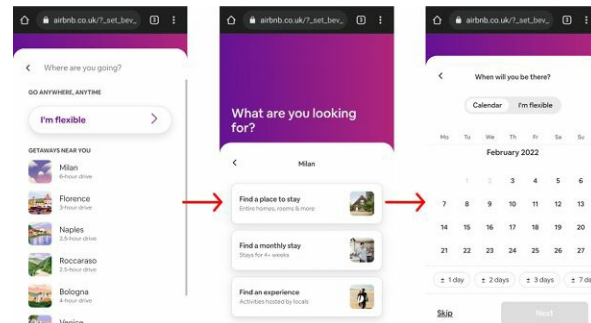 airbnb.co.uk/?_set_bev_
3
Where are you going?
GO ANYWHERE, ANYTIME
I'm flexible
GETAWAYS NEAR YOU
Milan
6-hour drive
Florence
3-hour drive
Naples
2.5-hour drive
Roccaraso
2.5-hour drive
Bologna
4-hour drive
Venice
airbnb.co.uk/?_set_bev_
3
What are you looking
for?
Milan
Find a place to stay
Entire homes, rooms & more
Find a monthly stay
Stays for 4+ weeks
Find an experience
Activities hosted by locals
airbnb.co.uk/?_set_bev_
3
When will you be there?
Calendar I'm flexible
Mo Tu We Th Fr Sa Su
February 2022
1 2 3 4 5 6
7 8 9 10 11 12 13
14 15 16 17 18 19 20
21 22 23 24 25 26 27
± 1 day ± 2 days ± 3 days ± 7 da
Skip Next